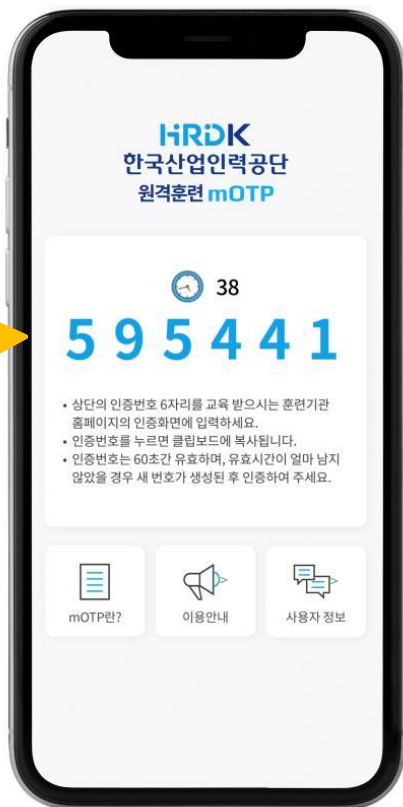 HRDK
한국산업인력공단
원격훈련 mOTP
38
595441
• 상단의 인증번호 6자리를 교육 받으시는 훈련기관
홈페이지의 인증화면에 입력하세요.
• 인증번호를 누르면 클립보드에 복사됩니다.
• 인증번호는 60초간 유효하며, 유효시간이 얼마 남지
않았을 경우 새 번호가 생성된 후 인증하여 주세요.
mOTP란?
이용안내
사용자 정보